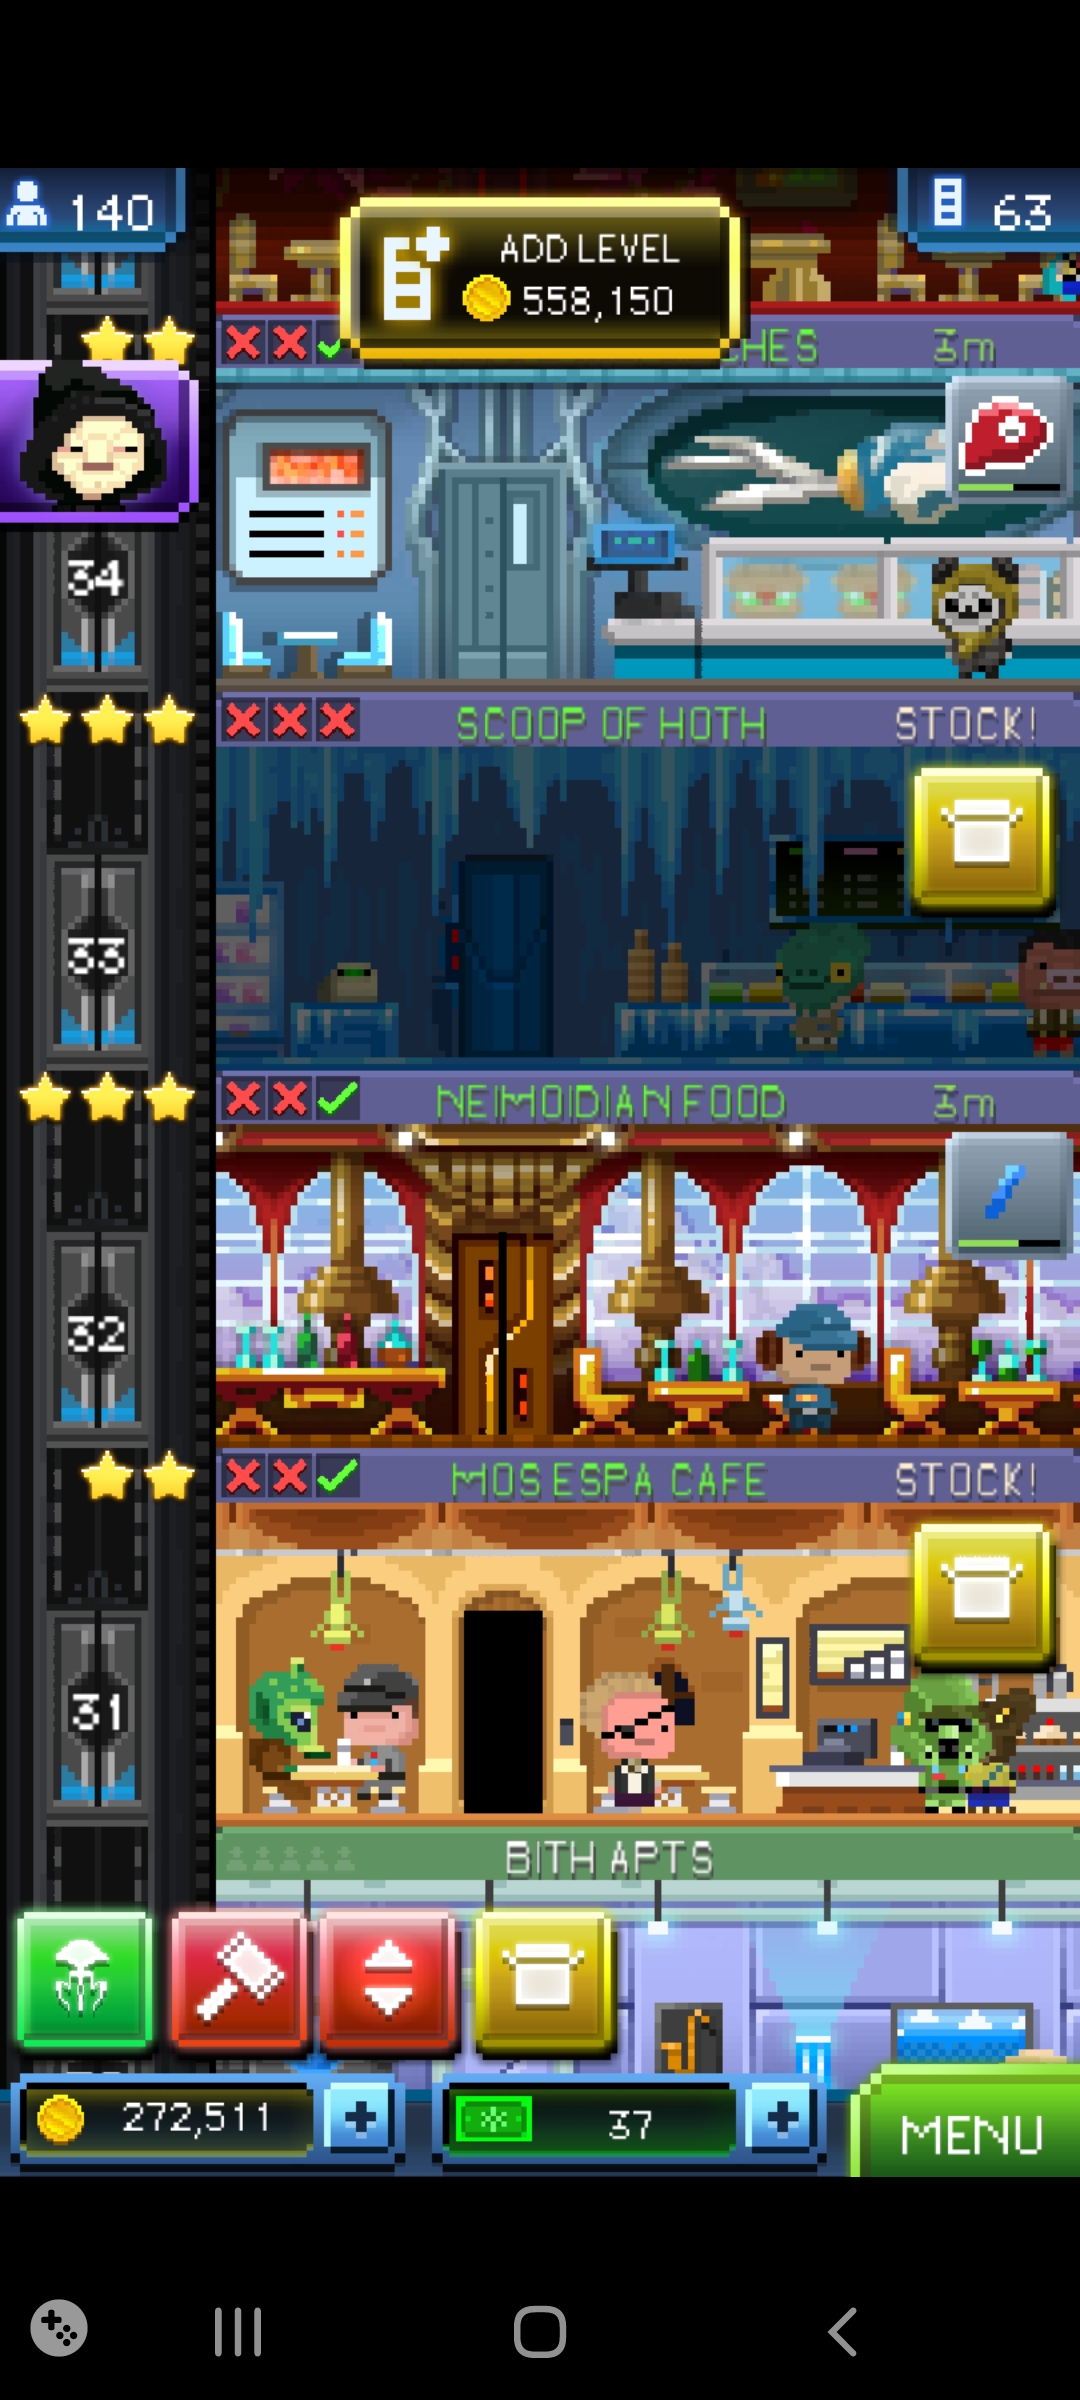 140
ADD LEVEL
558,150
63
CHES 3m
34
SCOOP OF HOTH STOCK!
33
NEIMOIDIAN FOOD 3m
32
MOS ESPA CAFE STOCK!
31
BITH APTS
272,511
37
MENU